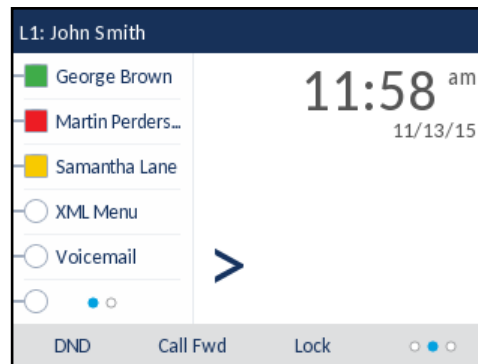 L1: John Smith
George Brown
Martin Perders...
Samantha Lane
XML Menu
Voicemail
11:58 am
11/13/15
>
DND Call Fwd Lock